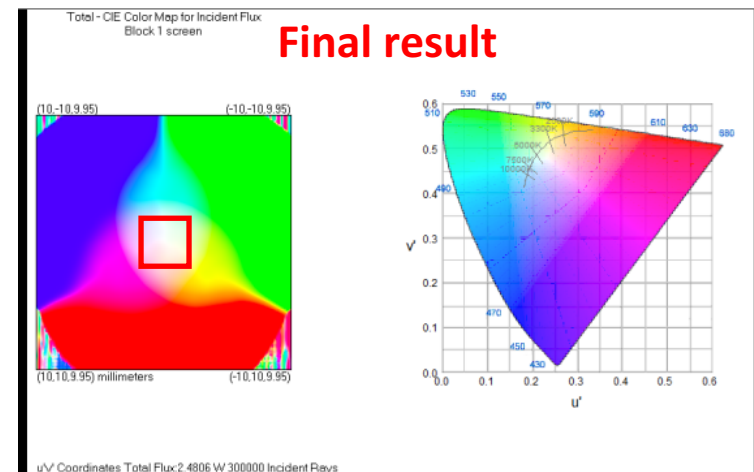 Total - CIE Color Map for Incident Flux
Block 1 screen
Final result
(10,-10,9.95) (-10,-10,9.95)
(10,10,9.95) millimeters (-10,10,9.95)
530 550 570 590 610 630 680
510
490
470
450
430
3300K
5000K
7500K
10000K
0.6
0.5
0.4
0.3
0.2
0.1
0.0
v'
0.0 0.1 0.2 0.3 0.4 0.5 0.6
u'
u'v' Coordinates Total Flux:2.4806 W 300000 Incident Rays